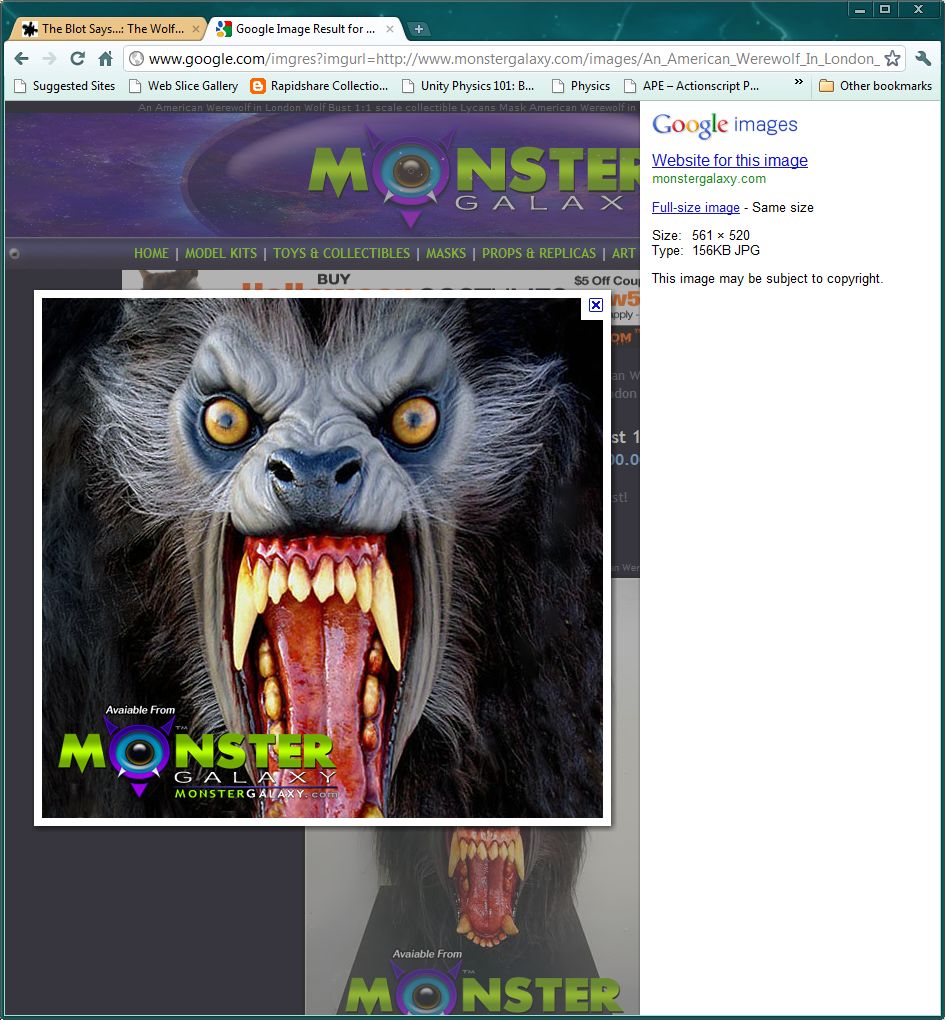 The Blot Says...: The Wolf...
Google Image Result for ...
www.google.com/imgres?imgurl=http://www.monstergalaxy.com/images/An_American_Werewolf_In_London_
Suggested Sites
Web Slice Gallery
Rapidshare Collectio...
Unity Physics 101: B...
Physics
APE – Actionscript P...
»
Other bookmarks
An American Werewolf in London Wolf Bust 1:1 scale collectible Lycans Mask American Werewolf in
MONSTER
GALAX
HOME | MODEL KITS | TOYS & COLLECTIBLES | MASKS | PROPS & REPLICAS | ART
BUY
$5 Off Cou
Google images
Website for this image
monstergalaxy.com
Full-size image - Same size
Size: 561 × 520
Type: 156KB JPG
This image may be subject to copyright.
Avaiable From
MONSTER™
GALAXY
MONSTERGALAXY.com
Avaiable From
MONSTER